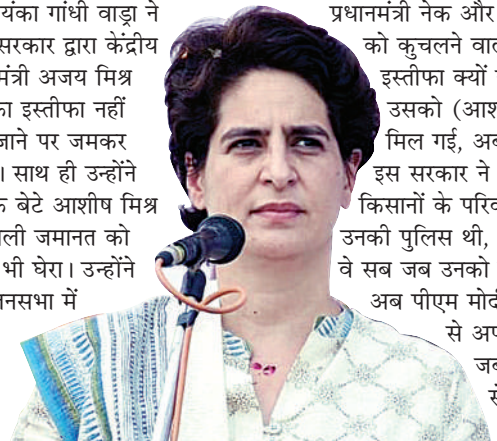 यंका गांधी वाड्रा ने
सरकार द्वारा केंद्रीय
मंत्री अजय मिश्र
का इस्तीफा नहीं
जाने पर जमकर
। साथ ही उन्होंने
के बेटे आशीष मिश्र
ली जमानत को
भी घेरा। उन्होंने
नसभा में
प्रधानमंत्री नेक और
को कुचलने वाल
इस्तीफा क्यों
उसको (आश
मिल गई, अब
इस सरकार ने
किसानों के परिव
उनकी पुलिस थी,
वे सब जब उनको
अब पीएम मोदी
से अप
जब
से